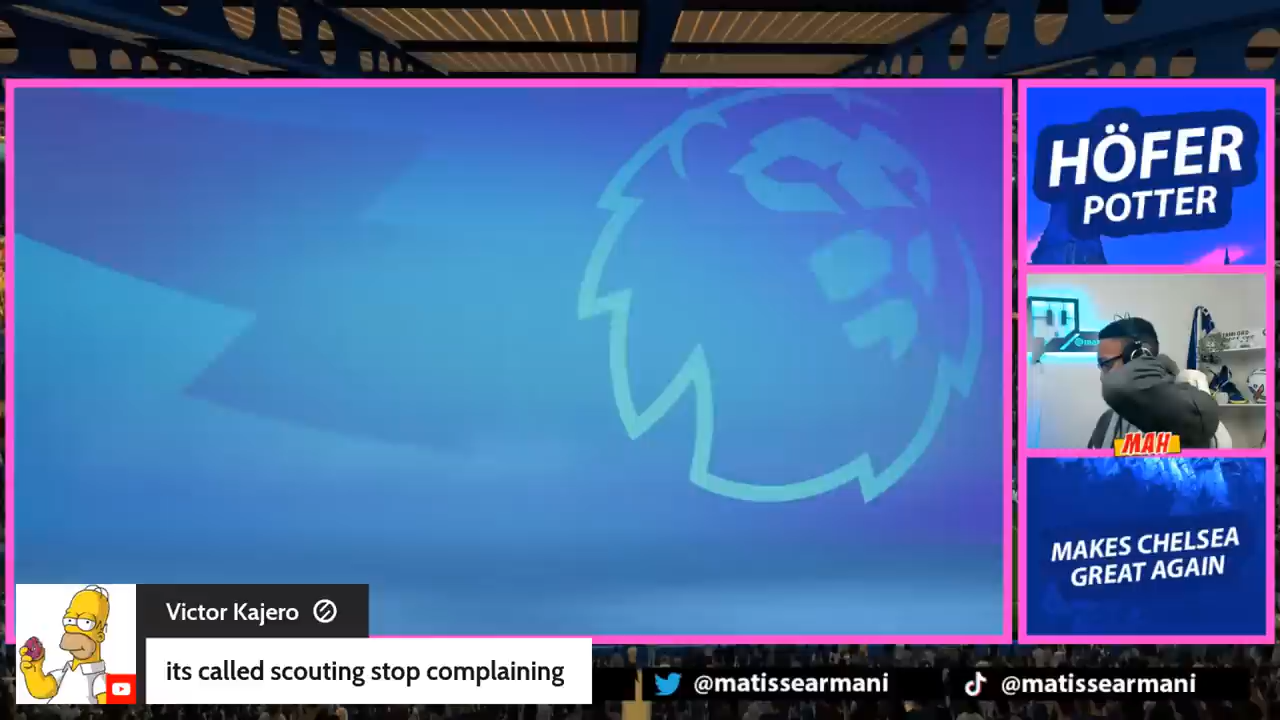 HÖFER
POTTER
MAH
MAKES CHELSEA
GREAT AGAIN
Victor Kajero
its called scouting stop complaining
@matissearmani
@matissearmani